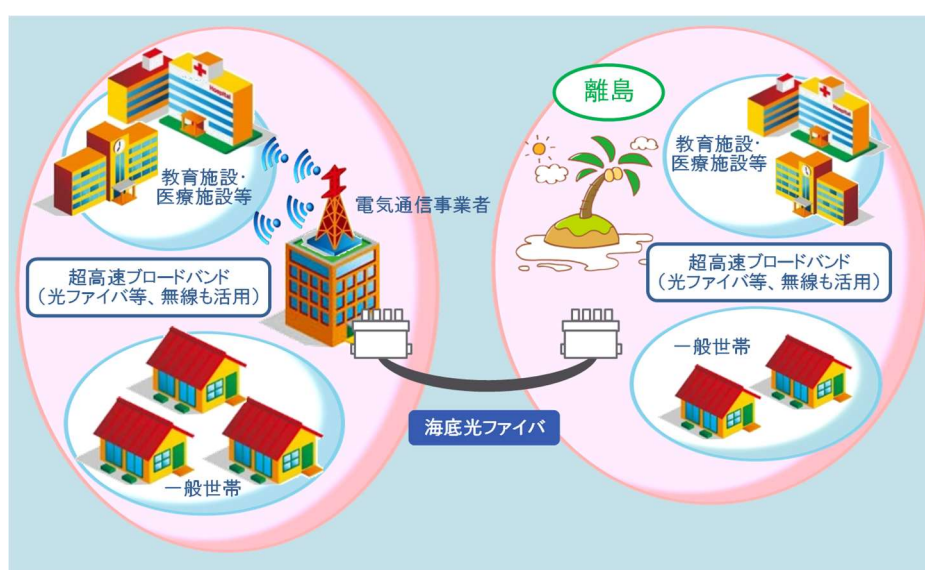 教育施設・
医療施設等
電気通信事業者
超高速ブロードバンド
（光ファイバ等、無線も活用）
一般世帯
海底光ファイバ
離島
教育施設・
医療施設等
超高速ブロードバンド
（光ファイバ等、無線も活用）
一般世帯
Hospital
Hospital